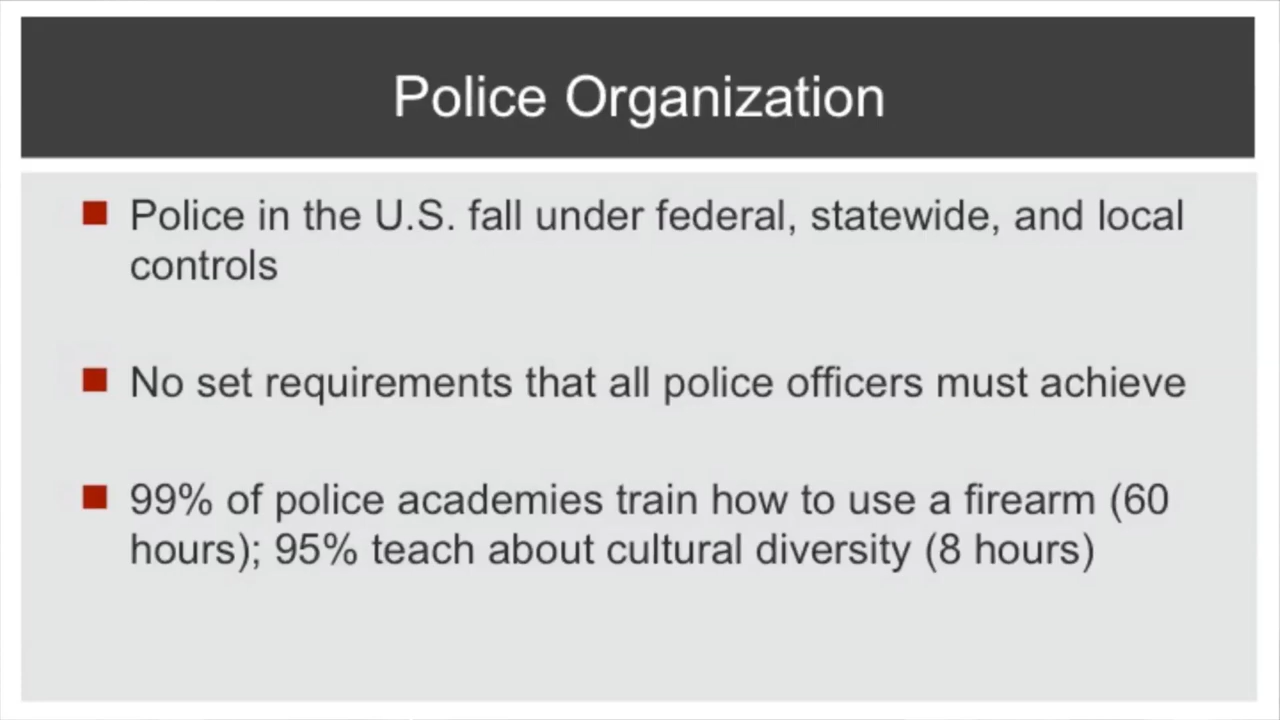 Police Organization
Police in the U.S. fall under federal, statewide, and local
controls
No set requirements that all police officers must achieve
99% of police academies train how to use a firearm (60
hours); 95% teach about cultural diversity (8 hours)